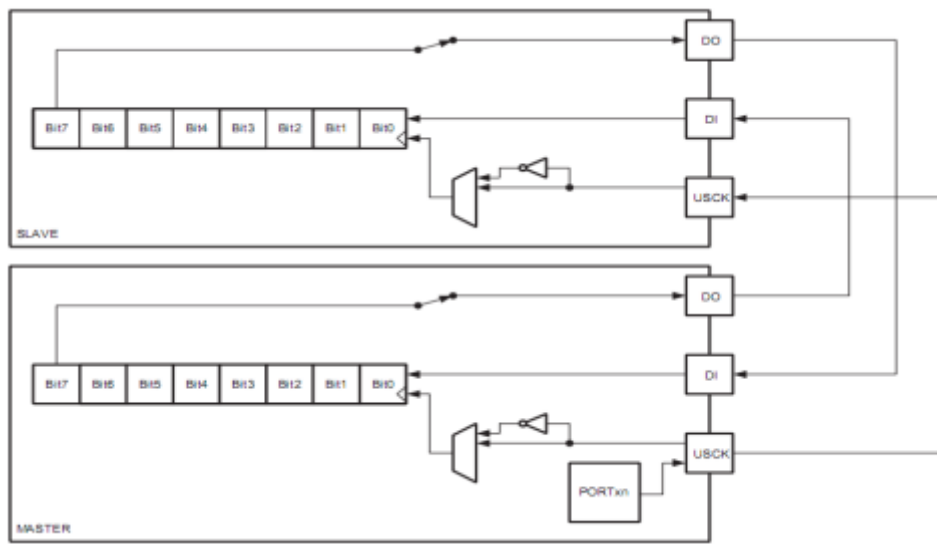 DO
Bit7 Bit6 Bit5 Bit4 Bit3 Bit2 Bit1 Bit0
DI
USCK
SLAVE
DO
Bit7 Bit6 Bit5 Bit4 Bit3 Bit2 Bit1 Bit0
DI
USCK
PORTxn
MASTER